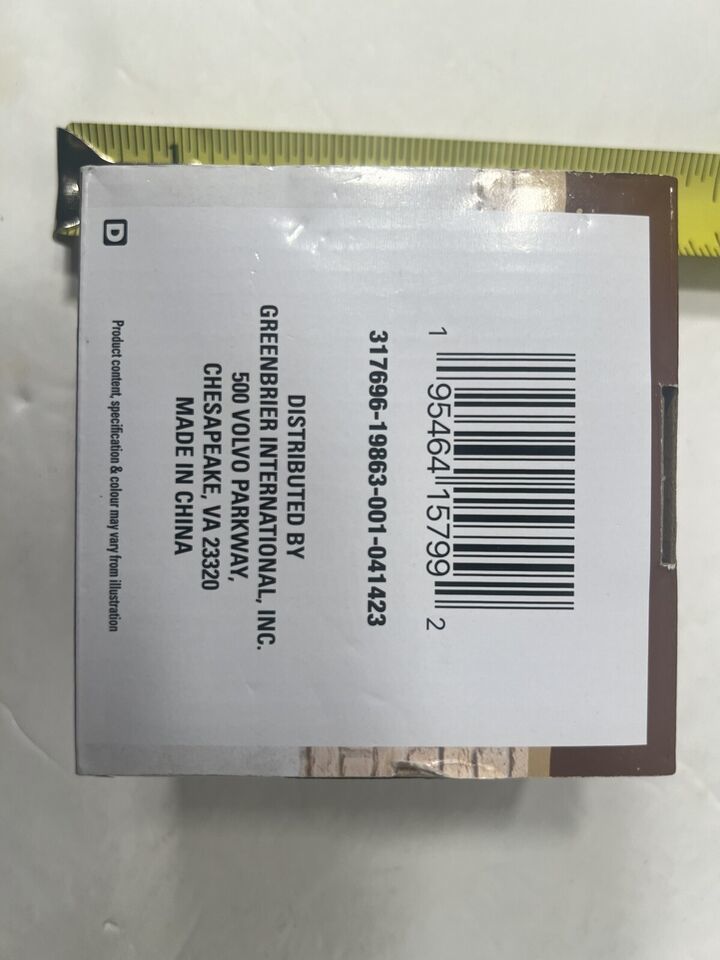 1 95464 15799 2
317696-19863-001-041423
DISTRIBUTED BY
GREENBRIER INTERNATIONAL, INC.
500 VOLVO PARKWAY,
CHESAPEAKE, VA 23320
MADE IN CHINA
Product content, specification & colour may vary from illustration
D